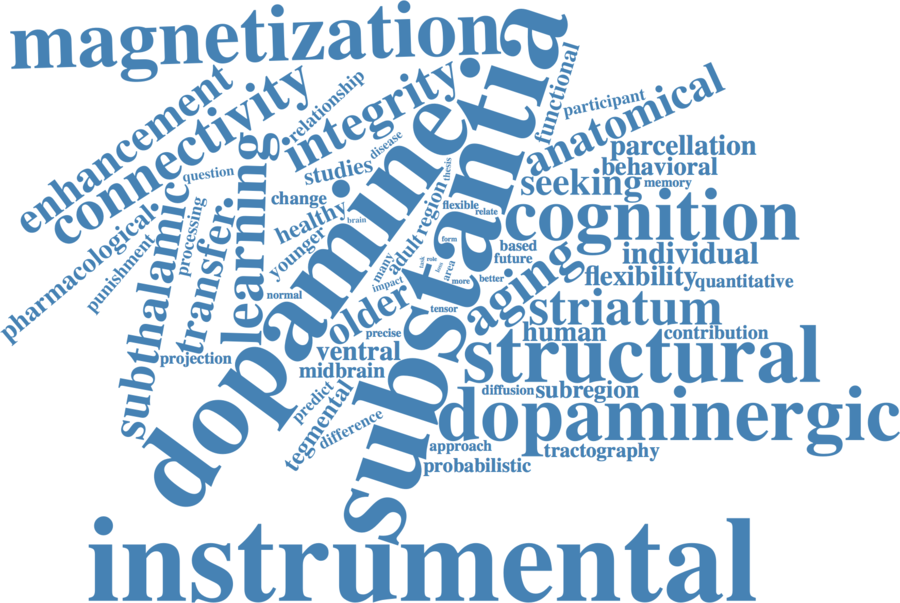 magnetization
substantia
functional
participant
anatomical
enhancement
connectivity
relationship
integrity
disease
studies
question
learning
change
parcellation
behavioral
seeking
memory
thesis
dopamine.
flexible
relate
region
adult
healthy
brain
younger
cognition
pharmacological
punishment
subthalamic
processing
transfer.
normal
form
based
future
individual
aging
flexibility
quantitative
many
impact
task
rule
loss
area
more
better
older
tensor
precise
striatum
human
contribution
ventral
midbrain
projection
structural
predict
tegmental
difference
diffusion
subregion
dopaminergic
approach
tractography
probabilistic
instrumental